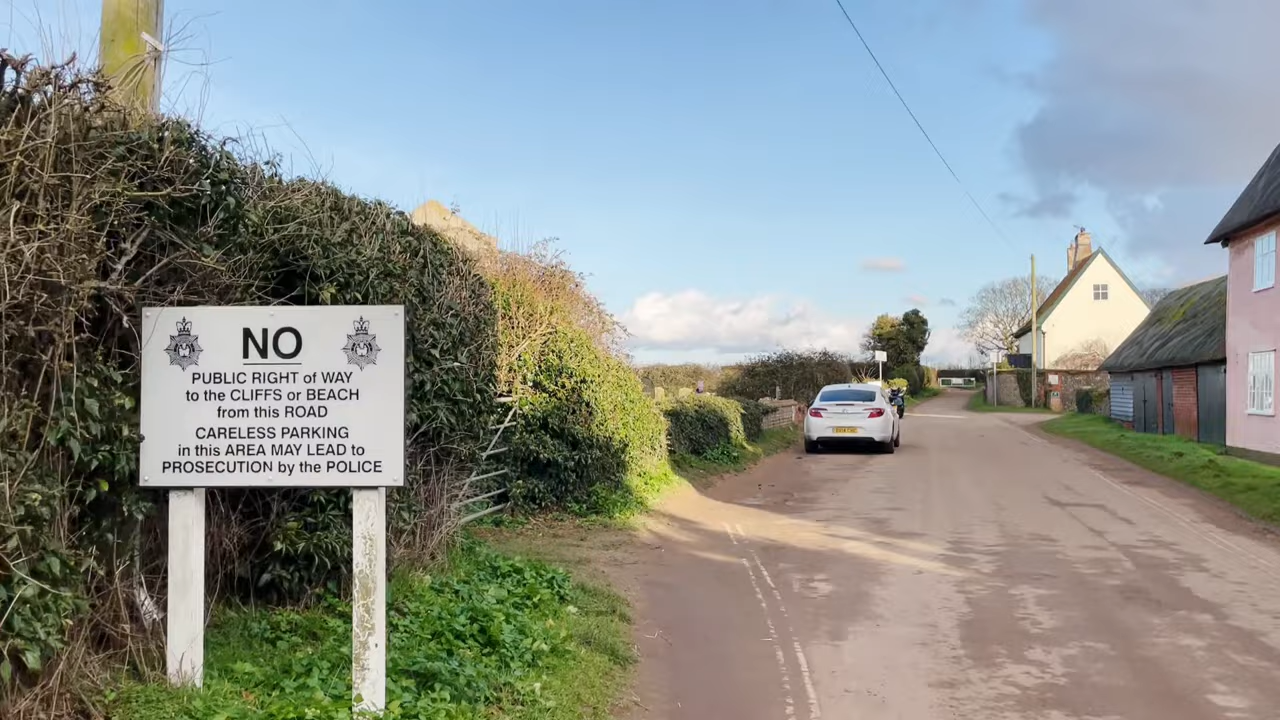 NO
PUBLIC RIGHT of WAY
to the CLIFFS or BEACH
from this ROAD
CARELESS PARKING
in this AREA MAY LEAD to
PROSECUTION by the POLICE